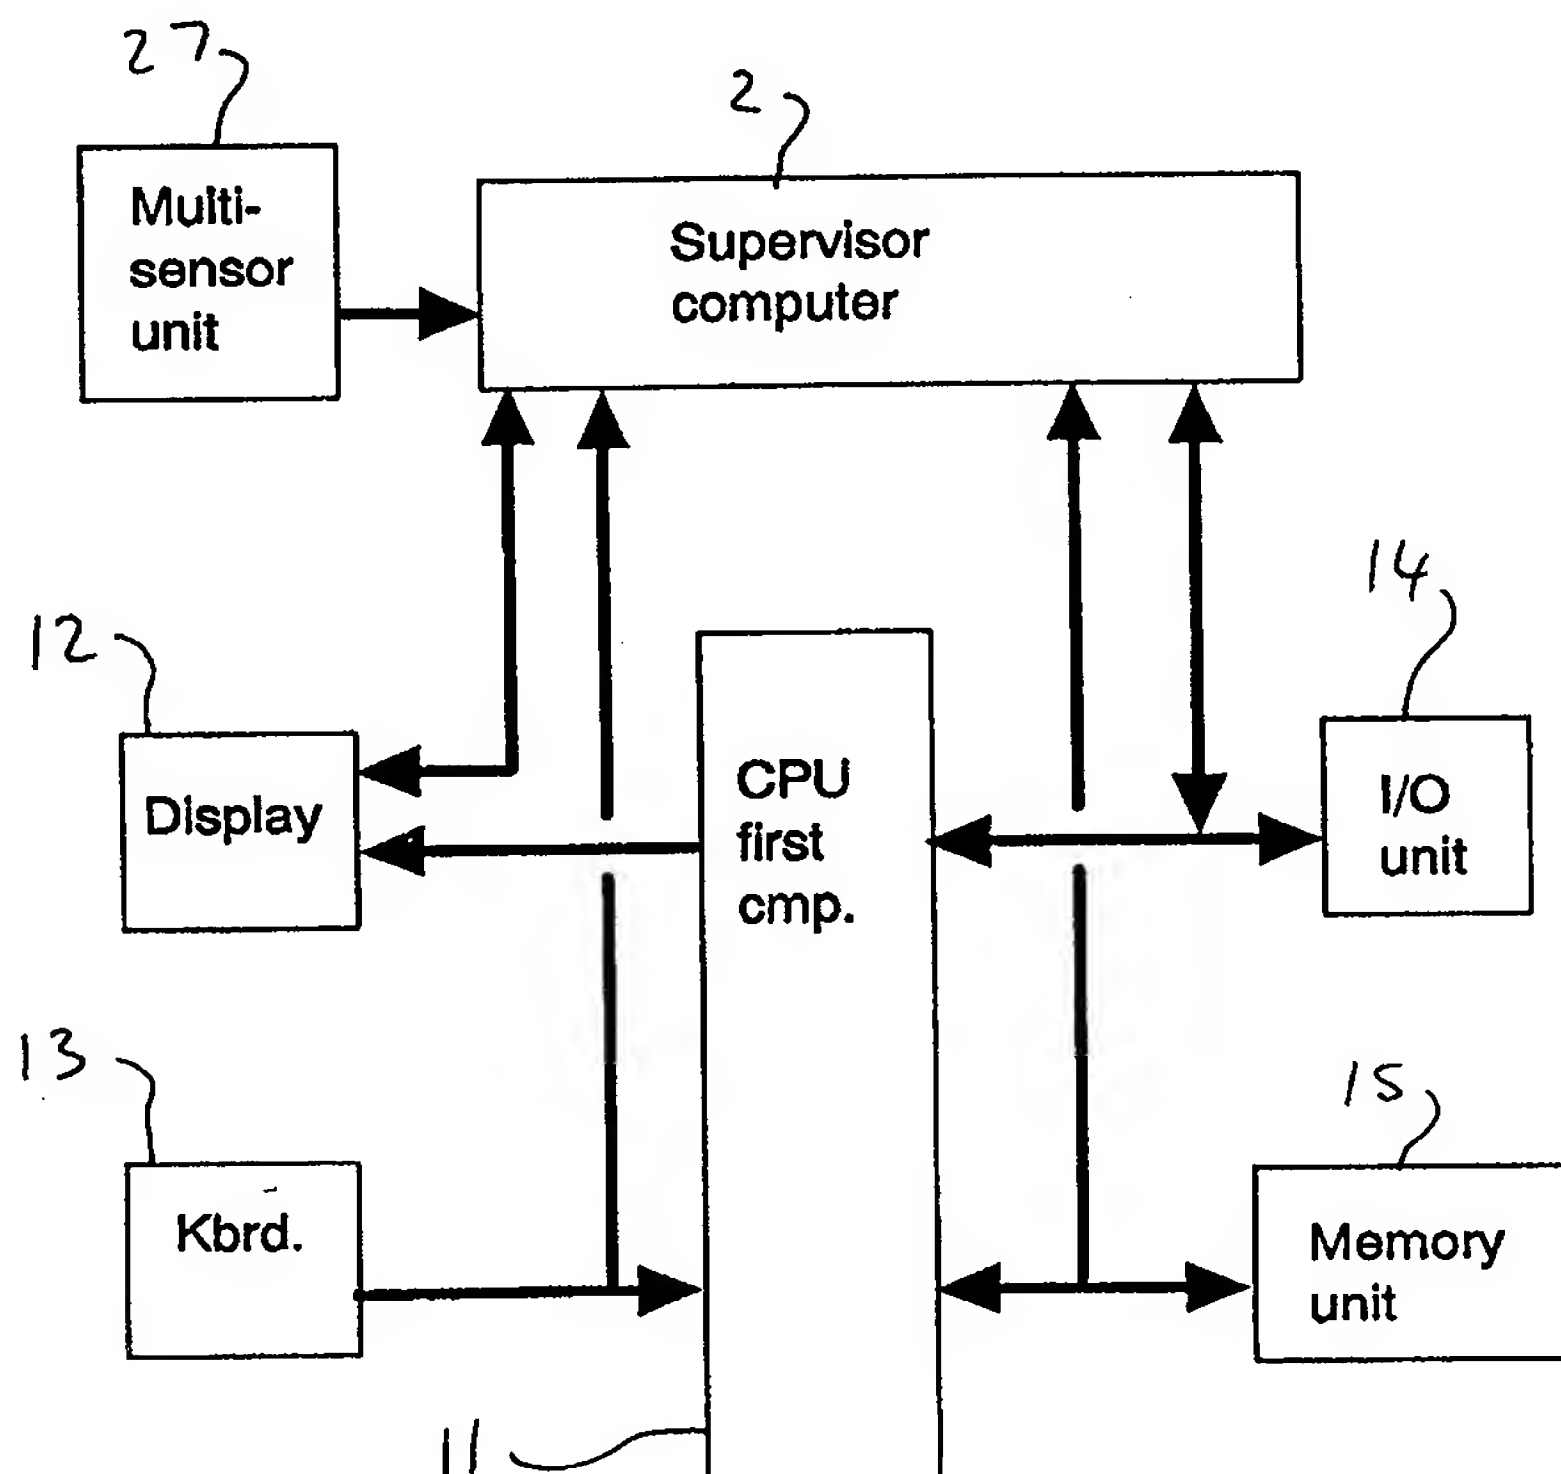 27
2
Multi-
sensor
unit
Supervisor
computer
14
12
CPU
first
cmp.
Display
I/O
unit
13
15
Kbrd.
Memory
unit
11